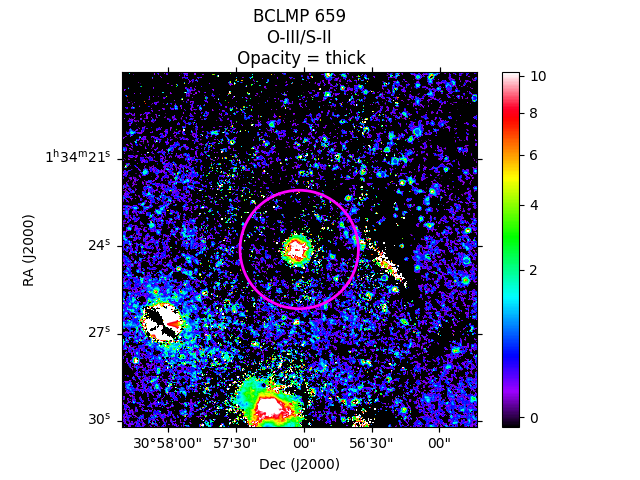 BCLMP 659
O-III/S-II
Opacity = thick
10
8
6
4
2
0
1h34m21s
24s
27s
30s
RA (J2000)
30°58'00" 57'30" 00" 56'30" 00"
Dec (J2000)